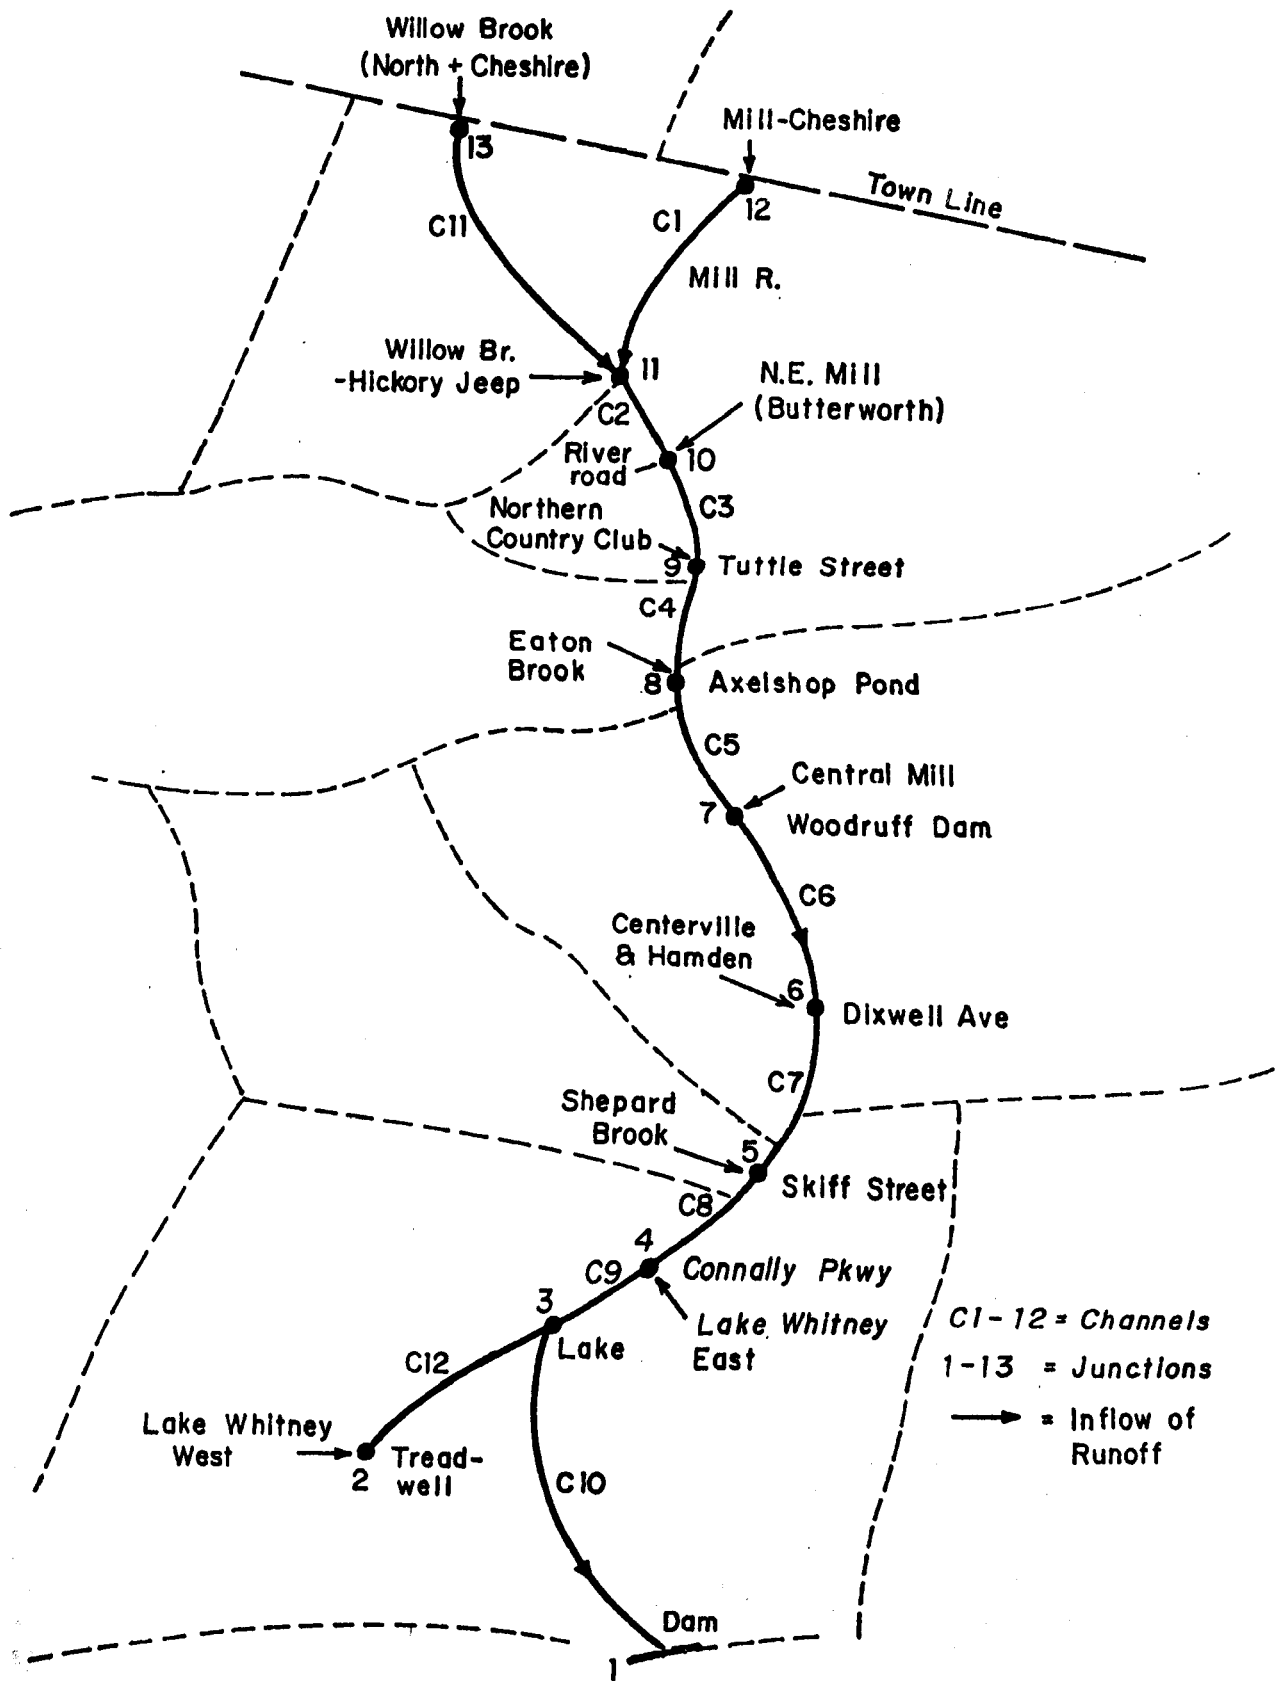 Willow Brook
(North + Cheshire)
Mill-Cheshire
13
12
Town Line
C11
C1
Mill R.
Willow Br.
-Hickory Jeep
11
N.E. Mill
(Butterworth)
C2
River
road
10
C3
Northern
Country Club
9
Tuttle Street
C4
Eaton
Brook
8
Axelshop Pond
C5
Central Mill
7
Woodruff Dam
C6
Centerville
& Hamden
6
Dixwell Ave
C7
Shepard
Brook
5
Skiff Street
C8
4
C9
Connally Pkwy
3
Lake
Lake Whitney
East
C12
C1-12 = Channels
1-13 = Junctions
= Inflow of
Runoff
Lake Whitney
West
2
Tread-
well
C10
Dam
1